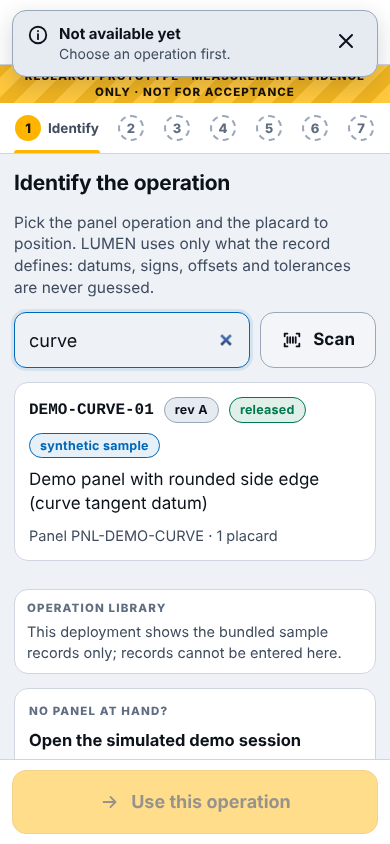 Not available yet
Choose an operation first.
RESEARCH PROTOTYPE · MEASUREMENT EVIDENCE
ONLY · NOT FOR ACCEPTANCE
1 Identify 2 3 4 5 6 7
Identify the operation
Pick the panel operation and the placard to
position. LUMEN uses only what the record
defines: datums, signs, offsets and tolerances
are never guessed.
curve
Scan
DEMO-CURVE-01 rev A released
synthetic sample
Demo panel with rounded side edge
(curve tangent datum)
Panel PNL-DEMO-CURVE · 1 placard
OPERATION LIBRARY
This deployment shows the bundled sample
records only; records cannot be entered here.
NO PANEL AT HAND?
Open the simulated demo session
Use this operation